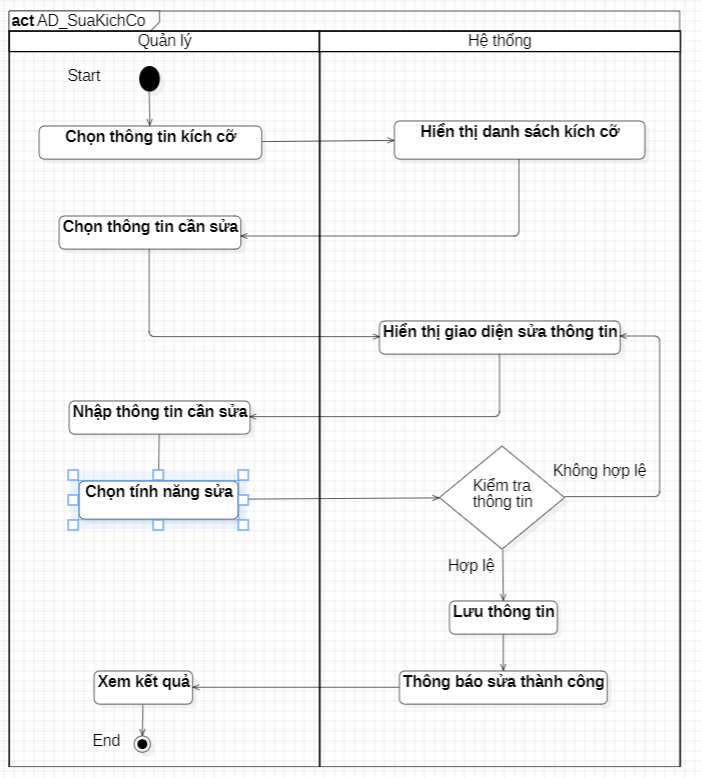 act AD_SuaKichCo
Quản lý
Hệ thống
Start
Chọn thông tin kích cỡ
Hiển thị danh sách kích cỡ
Chọn thông tin cần sửa
Hiển thị giao diện sửa thông tin
Nhập thông tin cần sửa
Chọn tính năng sửa
Kiểm tra
thông tin
Không hợp lệ
Hợp lệ
Lưu thông tin
Thông báo sửa thành công
Xem kết quả
End